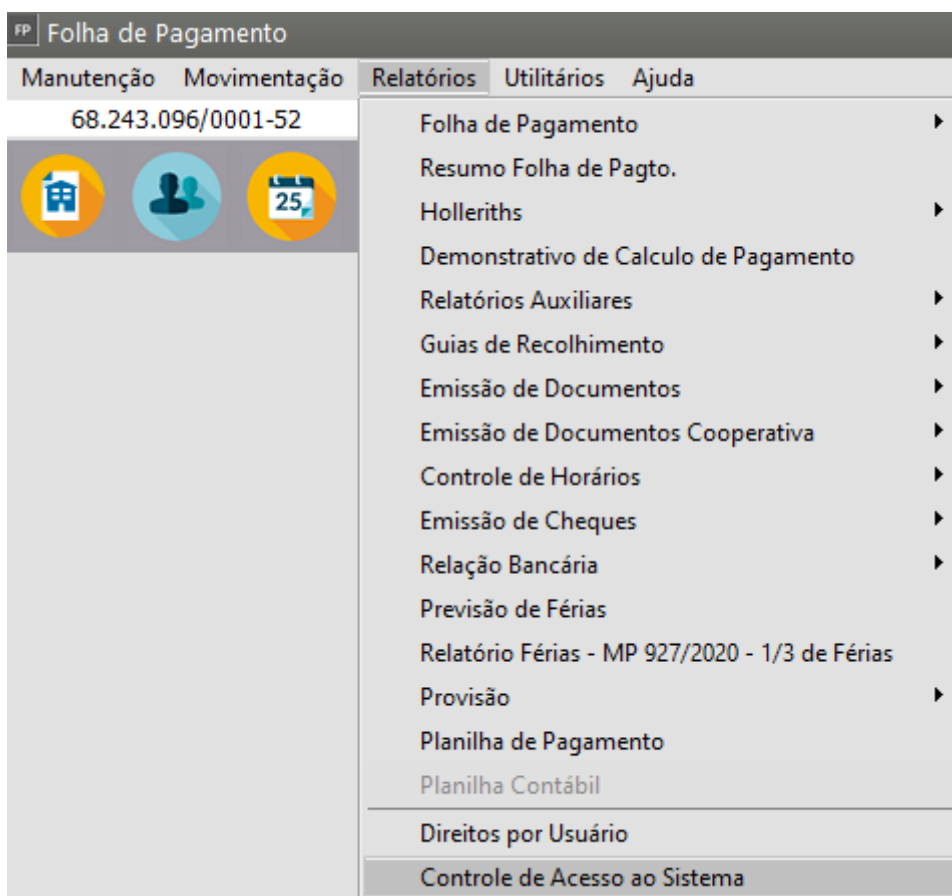 FP Folha de Pagamento
Manutenção Movimentação Relatórios Utilitários Ajuda
68.243.096/0001-52
25
Folha de Pagamento
Resumo Folha de Pagto.
Holleriths
Demonstrativo de Calculo de Pagamento
Relatórios Auxiliares
Guias de Recolhimento
Emissão de Documentos
Emissão de Documentos Cooperativa
Controle de Horários
Emissão de Cheques
Relação Bancária
Previsão de Férias
Relatório Férias - MP 927/2020 - 1/3 de Férias
Provisão
Planilha de Pagamento
Planilha Contábil
Direitos por Usuário
Controle de Acesso ao Sistema